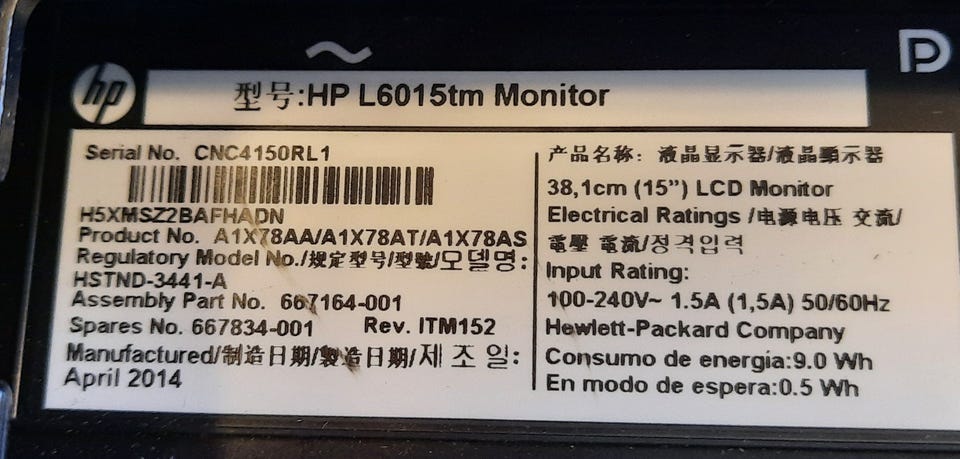 hp
型号:HP L6015tm Monitor
Serial No. CNC4150RL1
H5XMSZ2BAFHADN
Product No. A1X78AA/A1X78AT/A1X78AS
Regulatory Model No./规定型号/型號/모델명:
HSTND-3441-A
Assembly Part No. 667164-001
Spares No. 667834-001 Rev. ITM152
Manufactured/制造日期/製造日期/제 조 일:
April 2014
产品名称: 液晶显示器/液晶顯示器
38,1cm (15”) LCD Monitor
Electrical Ratings /电源电压 交流/
電壓 電流/정격입력
Input Rating:
100-240V~ 1.5A (1,5A) 50/60Hz
Hewlett-Packard Company
Consumo de energia:9.0 Wh
En modo de espera:0.5 Wh